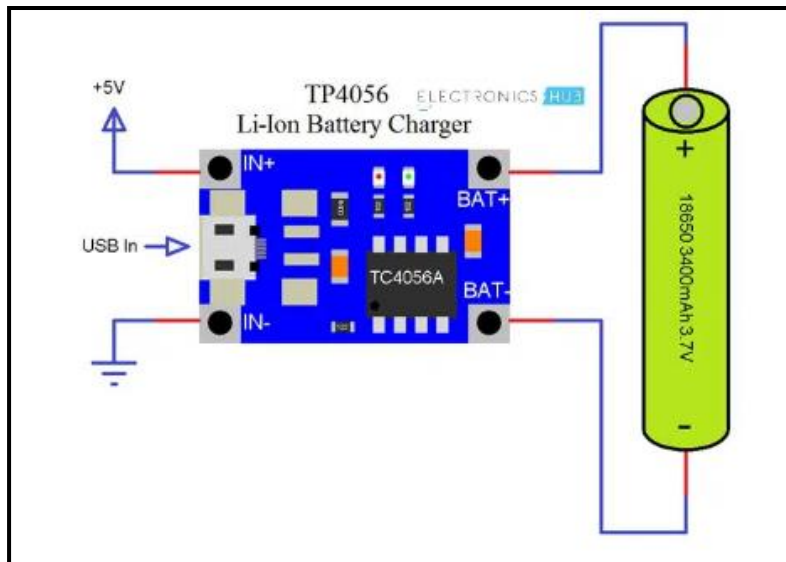 TP4056
ELECTRONICS HUB
Li-Ion Battery Charger
+5V
IN+
BAT+
USB In
TC4056A
BAT-
IN-
+
18650 3400mAh 3.7V
-